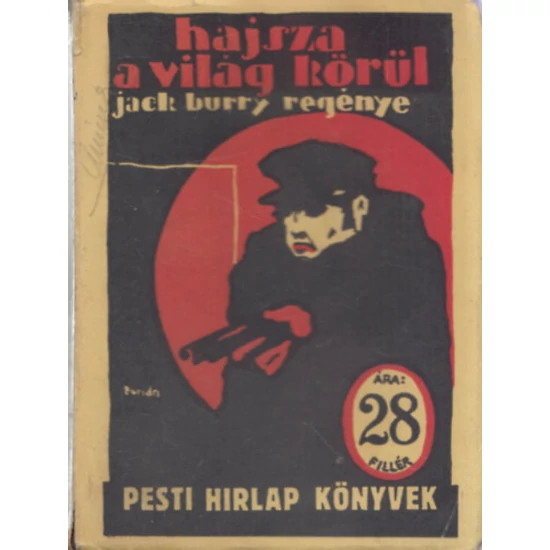 hajsza
a világ körül
jack burry regénye
ÁRA:
28
FILLÉR
PESTI HIRLAP KÖNYVEK